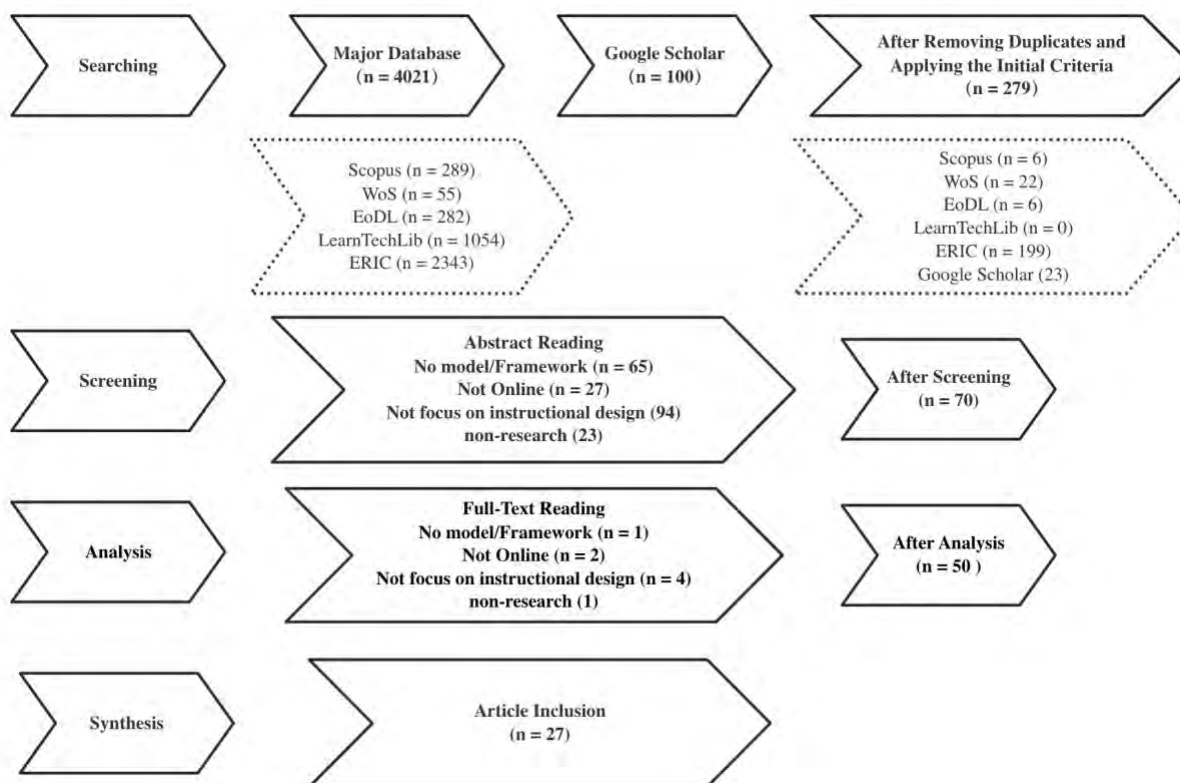 Searching
Major Database
(n = 4021)
Google Scholar
(n = 100)
After Removing Duplicates and
Applying the Initial Criteria
(n = 279)
Scopus (n = 289)
WoS (n = 55)
EoDL (n = 282)
LearnTechLib (n = 1054)
ERIC (n = 2343)
Scopus (n = 6)
WoS (n = 22)
EoDL (n = 6)
LearnTechLib (n = 0)
ERIC (n = 199)
Google Scholar (23)
Screening
Abstract Reading
No model/Framework (n = 65)
Not Online (n = 27)
Not focus on instructional design (94)
non-research (23)
After Screening
(n = 70)
Analysis
Full-Text Reading
No model/Framework (n = 1)
Not Online (n = 2)
Not focus on instructional design (n = 4)
non-research (1)
After Analysis
(n = 50 )
Synthesis
Article Inclusion
(n = 27)